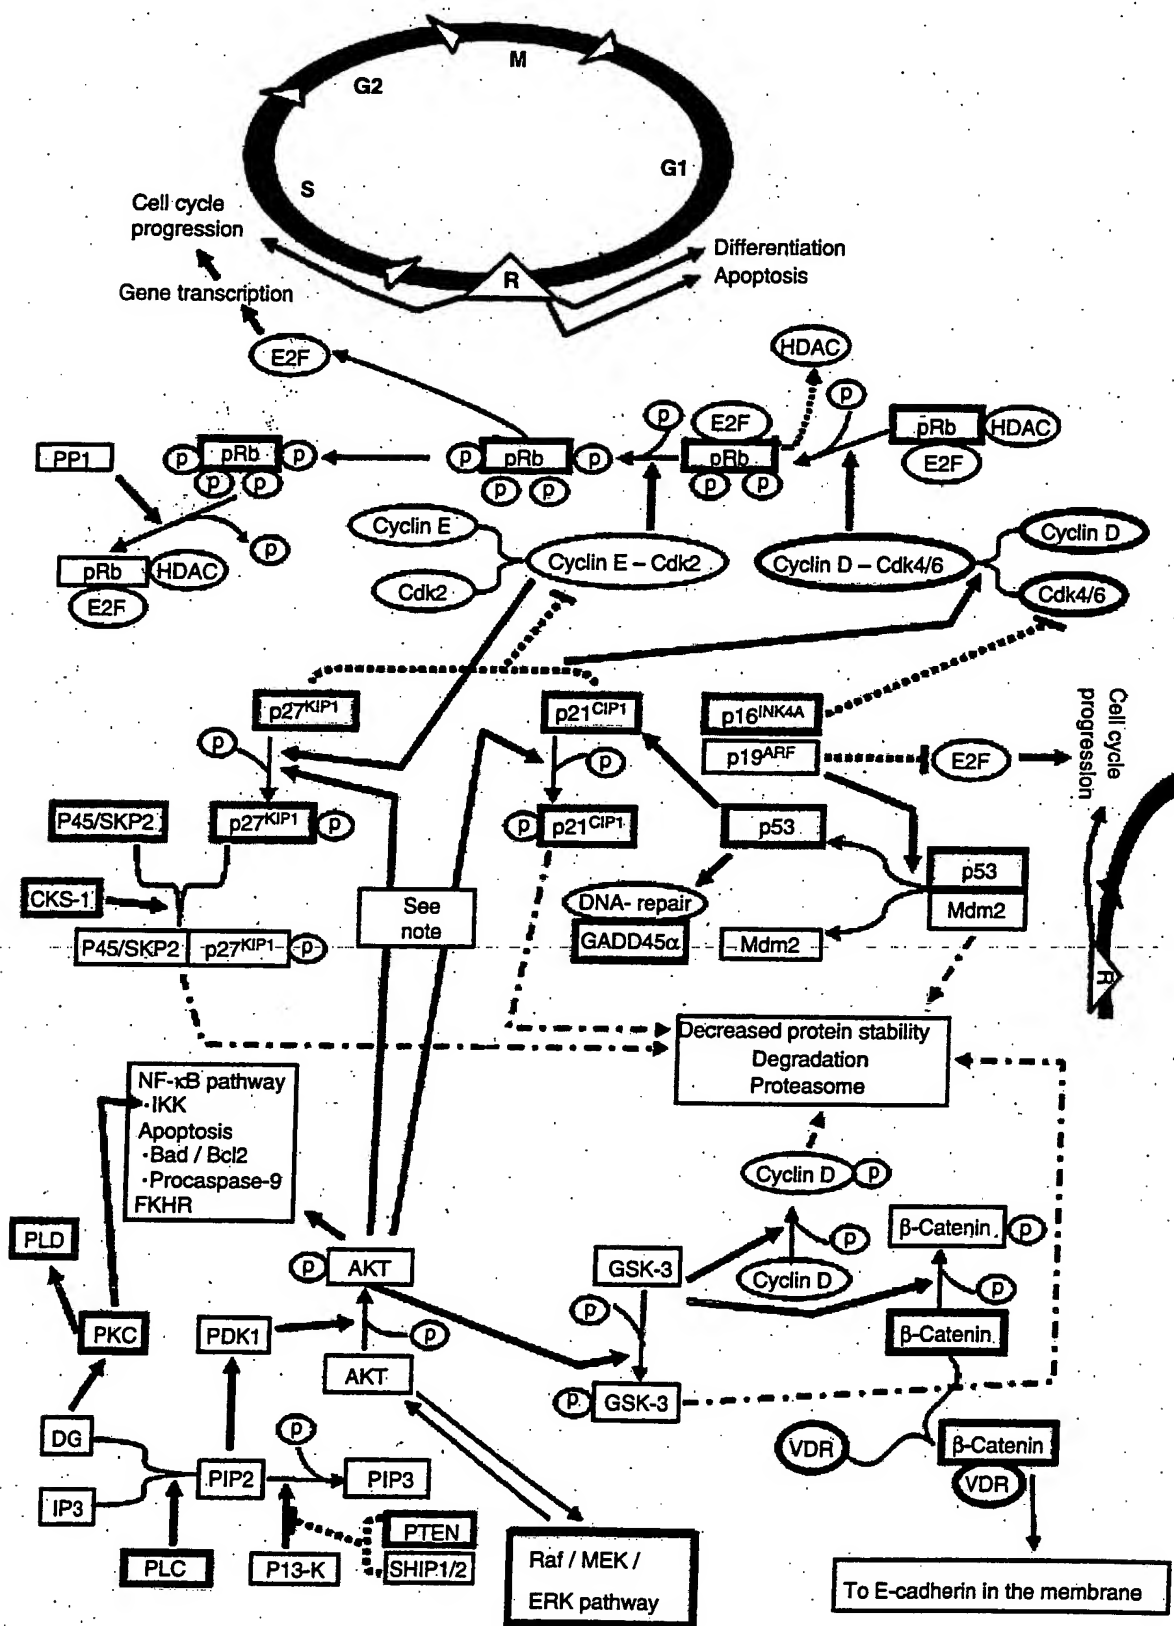 M
G2
G1
S
Cell cycle
progression
Differentiation
R
Apoptosis
Gene transcription
HDAC
E2F
p
p
E2F
pRb
HDAC
PP1
p
pRb
p
p
pRb
p
pRb
E2F
p
p
p
p
p
p
Cyclin E
Cyclin D
p
pRb
HDAC
Cyclin E – Cdk2
Cyclin D – Cdk4/6
Cdk2
Cdk4/6
E2F
p27KIP1
p21CIP1
p16INK4A
Cell cycle
progression
p
p
p19ARF
E2F
P45/SKP2
p27KIP1
p
p
p21CIP1
p53
p53
CKS-1
See
note
DNA- repair
Mdm2
P45/SKP2
p27KIP1
p
GADD45α
Mdm2
R
Decreased protein stability
Degradation
Proteasome
NF-κB pathway
·IKK
Apoptosis
·Bad / Bcl2
·Procaspase-9
FKHR
Cyclin D
p
PLD
β-Catenin
p
p
AKT
GSK-3
p
Cyclin D
p
p
PKC
PDK1
p
β-Catenin
AKT
p
GSK-3
DG
p
VDR
β-Catenin
PIP2
PIP3
VDR
IP3
PTEN
PLC
P13-K
SHIP1/2
Raf / MEK /
ERK pathway
To E-cadherin in the membrane